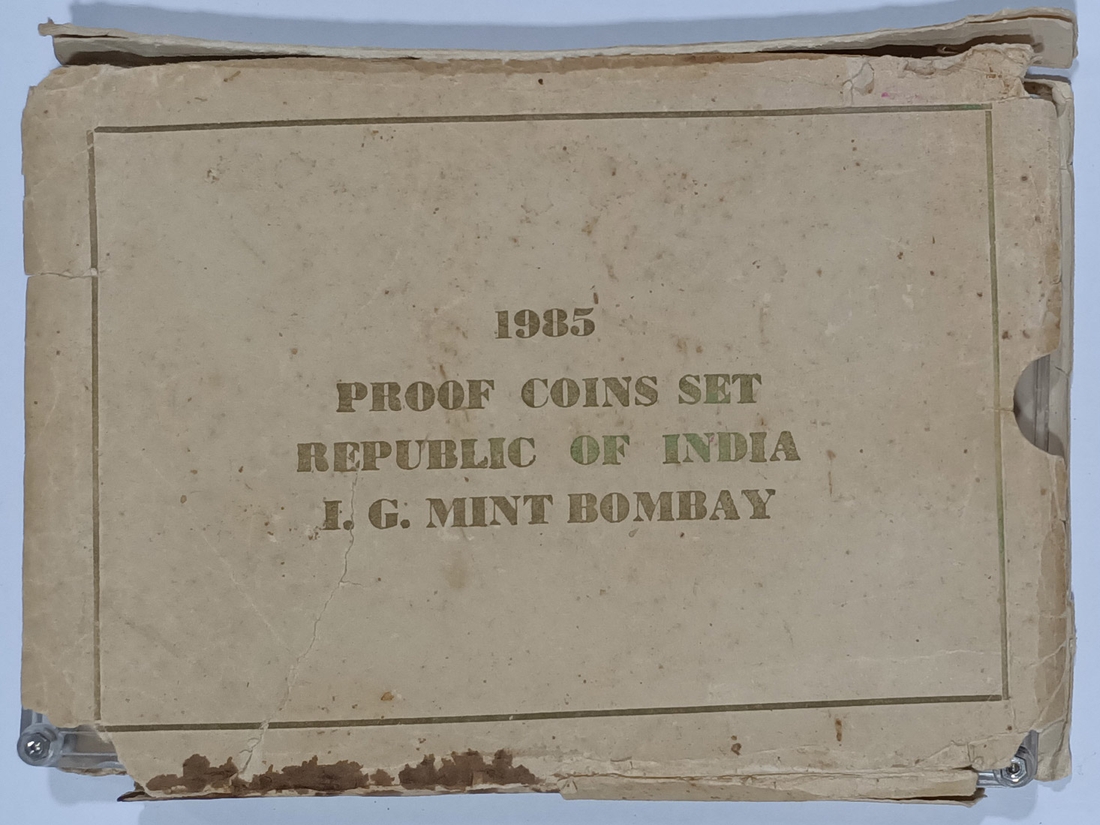 1985
PROOF COINS SET
REPUBLIC OF INDIA
I. G. MINT BOMBAY